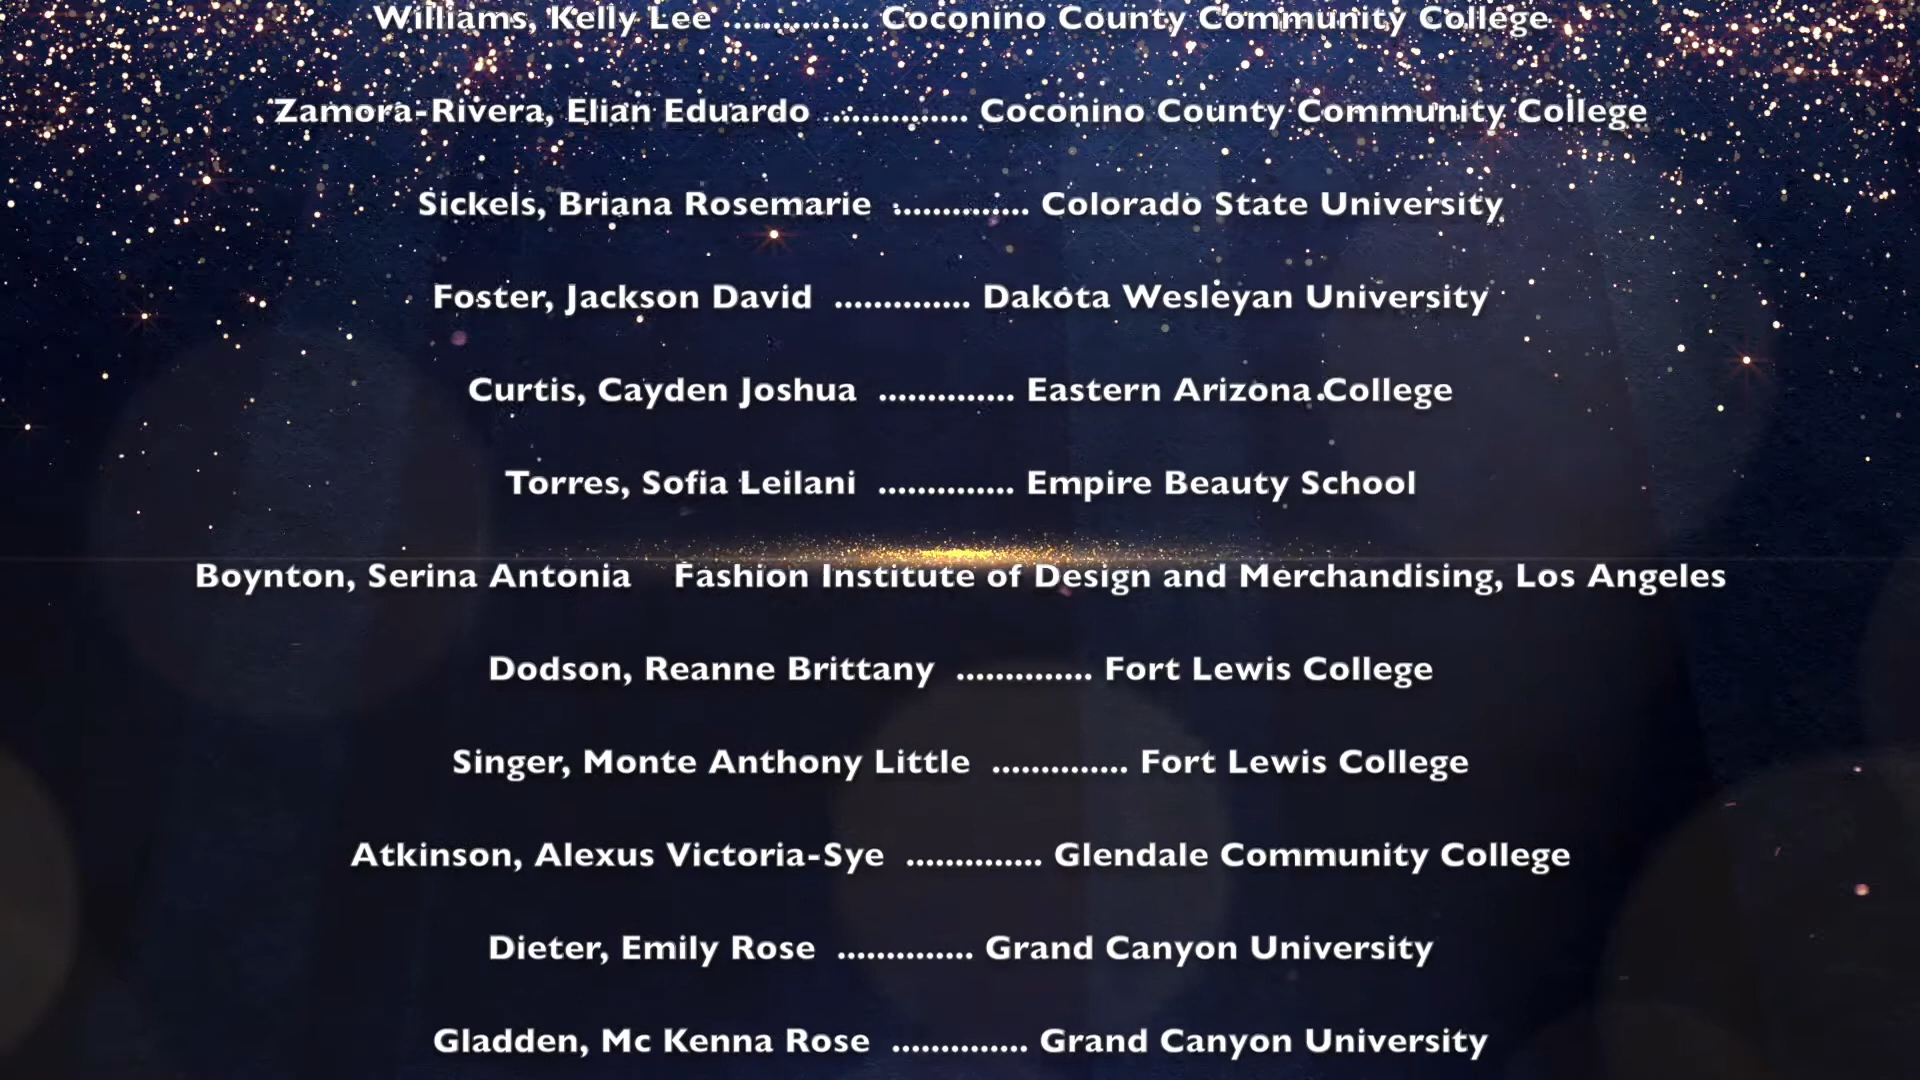 Williams, Kelly Lee .............. Coconino County Community College
Zamora-Rivera, Elian Eduardo .............. Coconino County Community College
Sickels, Briana Rosemarie .............. Colorado State University
Foster, Jackson David .............. Dakota Wesleyan University
Curtis, Cayden Joshua .............. Eastern Arizona College
Torres, Sofia Leilani .............. Empire Beauty School
Boynton, Serina Antonia Fashion Institute of Design and Merchandising, Los Angeles
Dodson, Reanne Brittany .............. Fort Lewis College
Singer, Monte Anthony Little .............. Fort Lewis College
Atkinson, Alexus Victoria-Sye .............. Glendale Community College
Dieter, Emily Rose .............. Grand Canyon University
Gladden, Mc Kenna Rose .............. Grand Canyon University